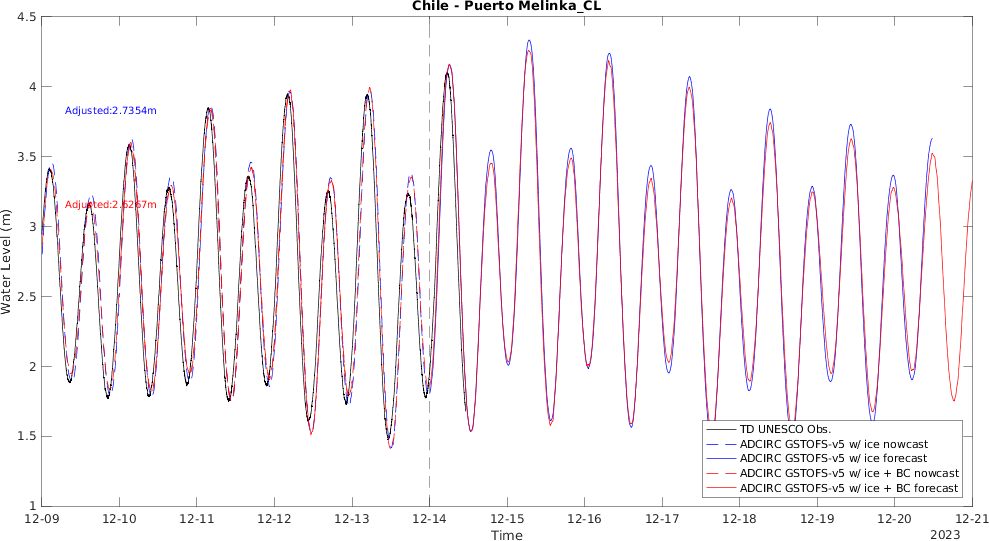 Chile - Puerto Melinka_CL
4.5
4
3.5
3
2.5
2
1.5
1
Water Level (m)
Adjusted:2.7354m
Adjusted:2.6267m
TD UNESCO Obs.
ADCIRC GSTOFS-v5 w/ ice nowcast
ADCIRC GSTOFS-v5 w/ ice forecast
ADCIRC GSTOFS-v5 w/ ice + BC nowcast
ADCIRC GSTOFS-v5 w/ ice + BC forecast
12-09 12-10 12-11 12-12 12-13 12-14 12-15 12-16 12-17 12-18 12-19 12-20 12-21
Time
2023